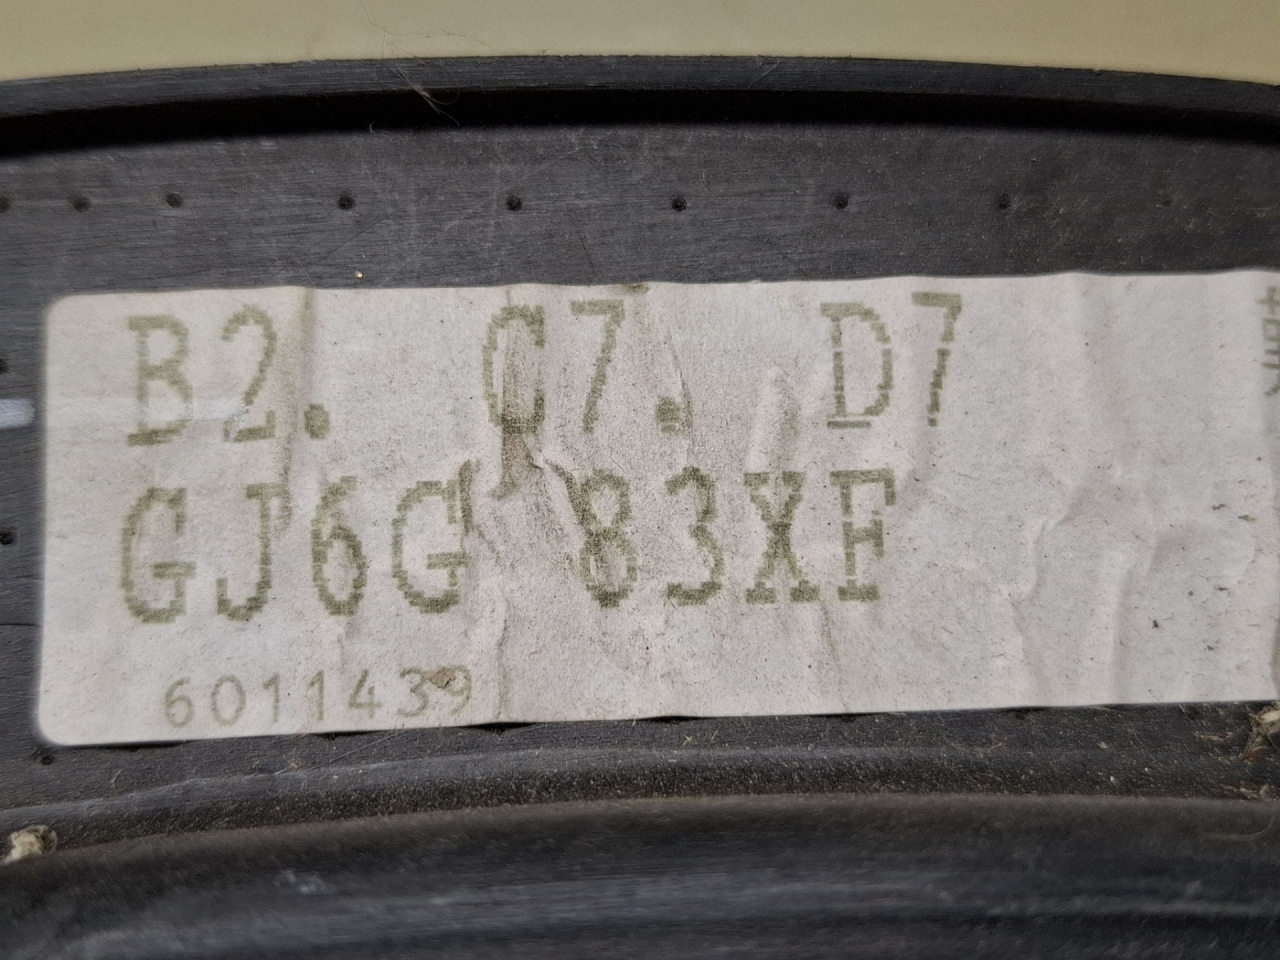 B2. C7. D7
GJ6G 83XF
6011439